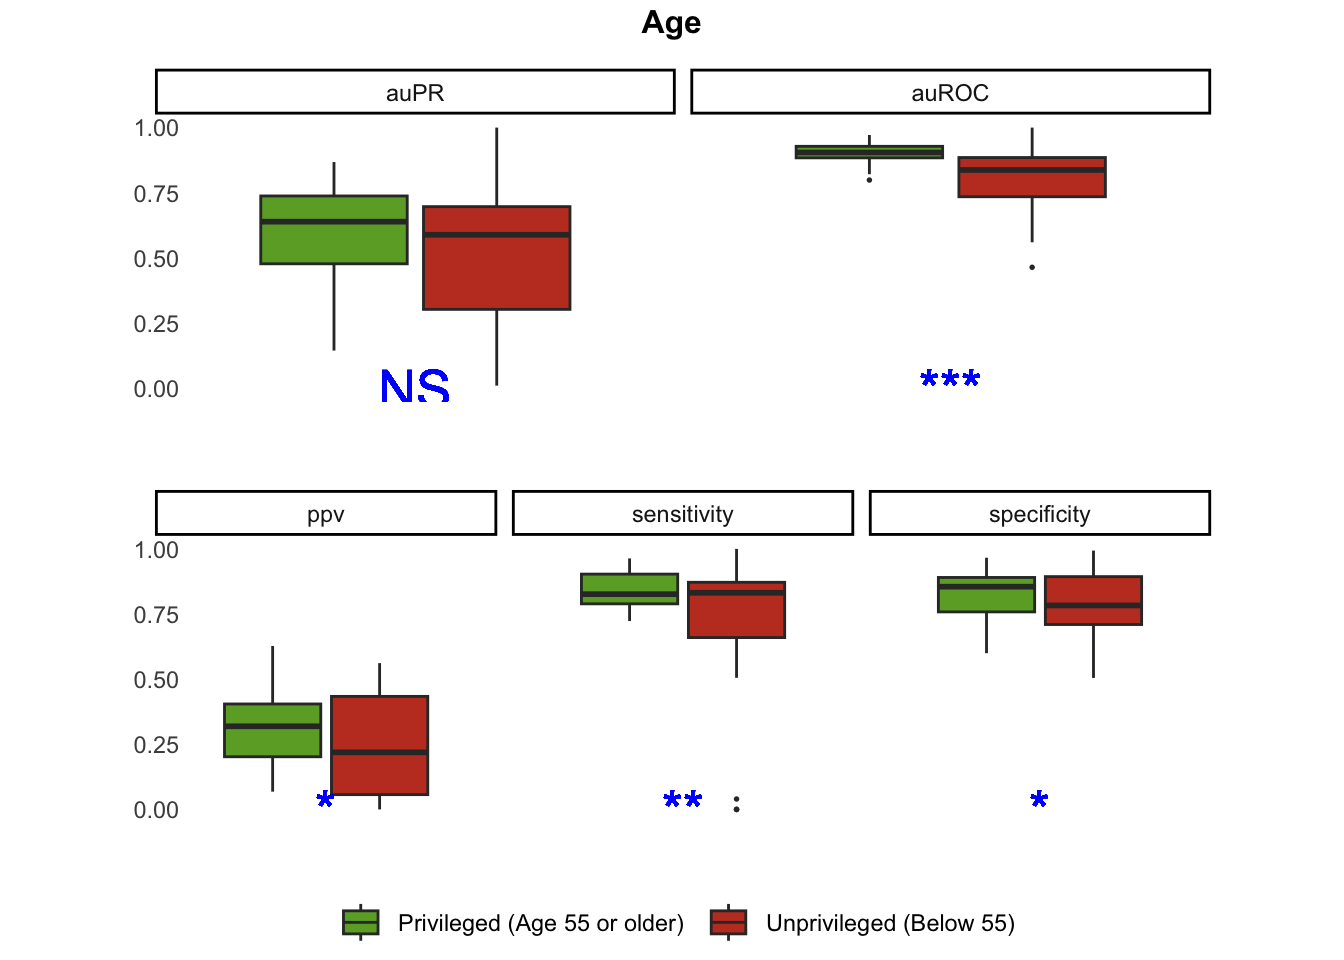 Age
auPR auROC
1.00
0.75
0.50
0.25
0.00
NS ***
ppv sensitivity specificity
1.00
0.75
0.50
0.25
0.00
* ** *
Privileged (Age 55 or older) Unprivileged (Below 55)